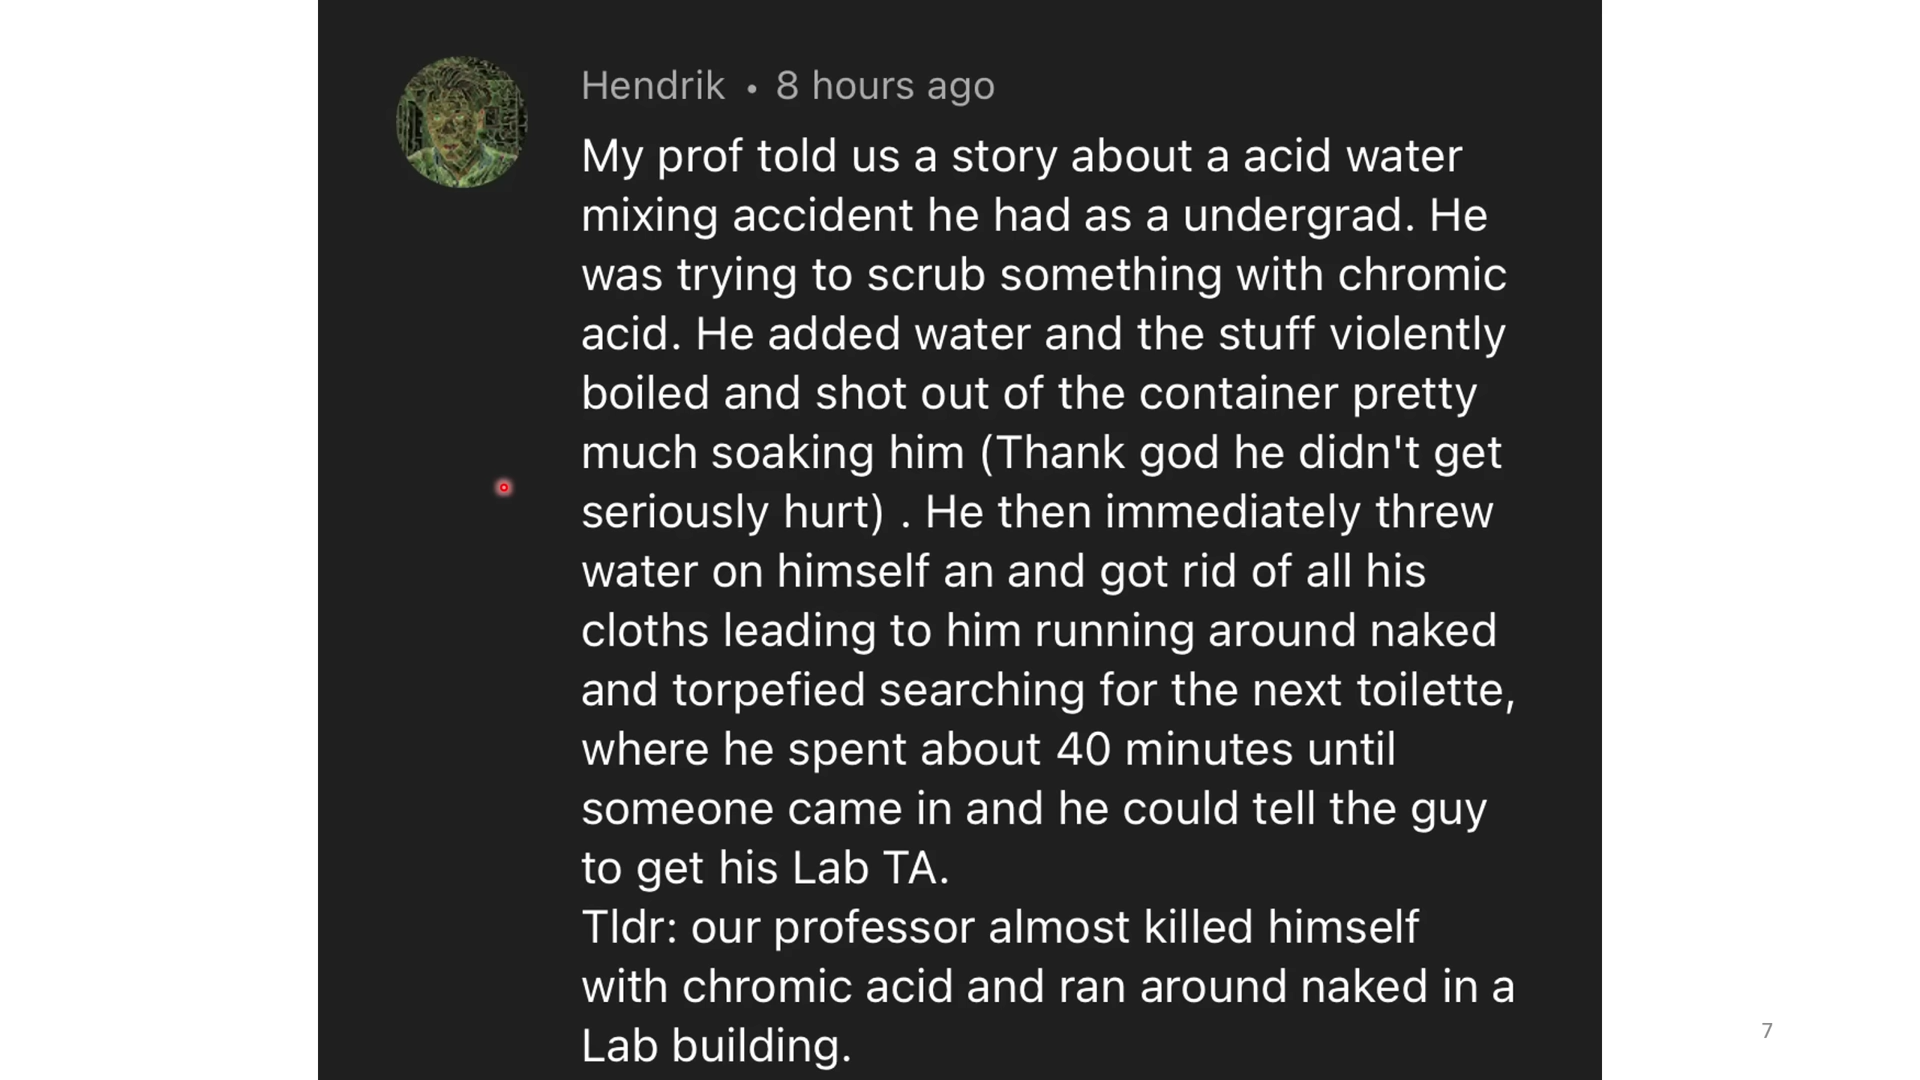 Hendrik • 8 hours ago
My prof told us a story about a acid water
mixing accident he had as a undergrad. He
was trying to scrub something with chromic
acid. He added water and the stuff violently
boiled and shot out of the container pretty
much soaking him (Thank god he didn't get
seriously hurt) . He then immediately threw
water on himself an and got rid of all his
cloths leading to him running around naked
and torpefied searching for the next toilette,
where he spent about 40 minutes until
someone came in and he could tell the guy
to get his Lab TA.
Tldr: our professor almost killed himself
with chromic acid and ran around naked in a
Lab building.
7